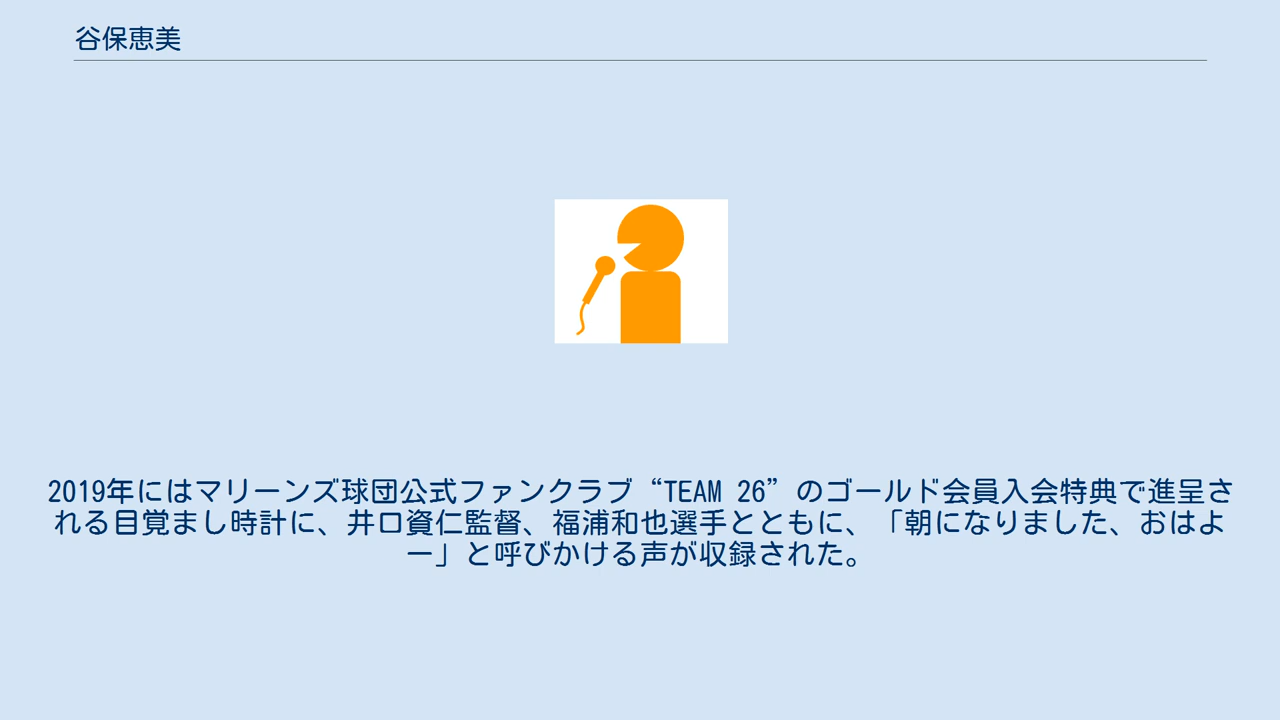 谷保恵美
2019年にはマリーンズ球団公式ファンクラブ“TEAM 26”のゴールド会員入会特典で進呈さ
れる目覚まし時計に、井口資仁監督、福浦和也選手とともに、「朝になりました、おはよ
ー」と呼びかける声が収録された。